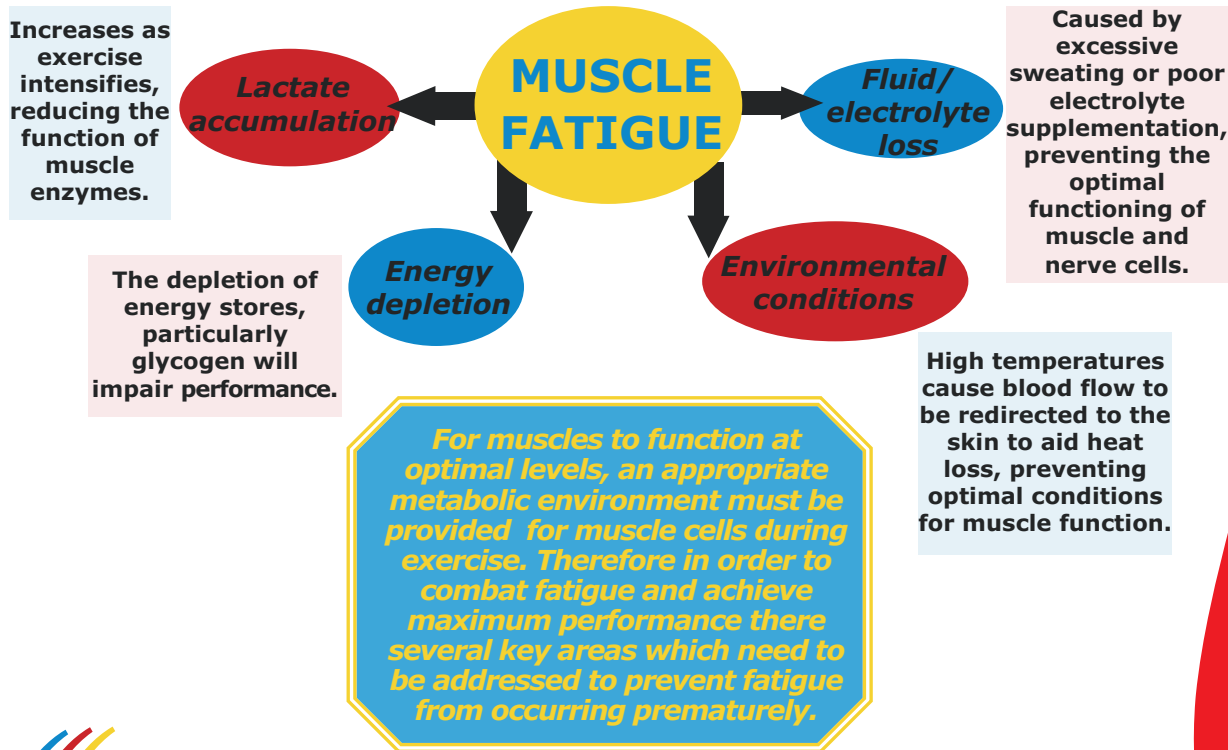 MUSCLE
FATIGUE
Increases as
exercise
intensifies,
reducing the
function of
muscle
enzymes.
Lactate
accumulation
Fluid/
electrolyte
loss
Caused by
excessive
sweating or poor
electrolyte
supplementation,
preventing the
optimal
functioning of
muscle and
nerve cells.
The depletion of
energy stores,
particularly
glycogen will
impair performance.
Energy
depletion
Environmental
conditions
High temperatures
cause blood flow to
be redirected to the
skin to aid heat
loss, preventing
optimal conditions
for muscle function.
For muscles to function at
optimal levels, an appropriate
metabolic environment must be
provided for muscle cells during
exercise. Therefore in order to
combat fatigue and achieve
maximum performance there
several key areas which need to
be addressed to prevent fatigue
from occurring prematurely.